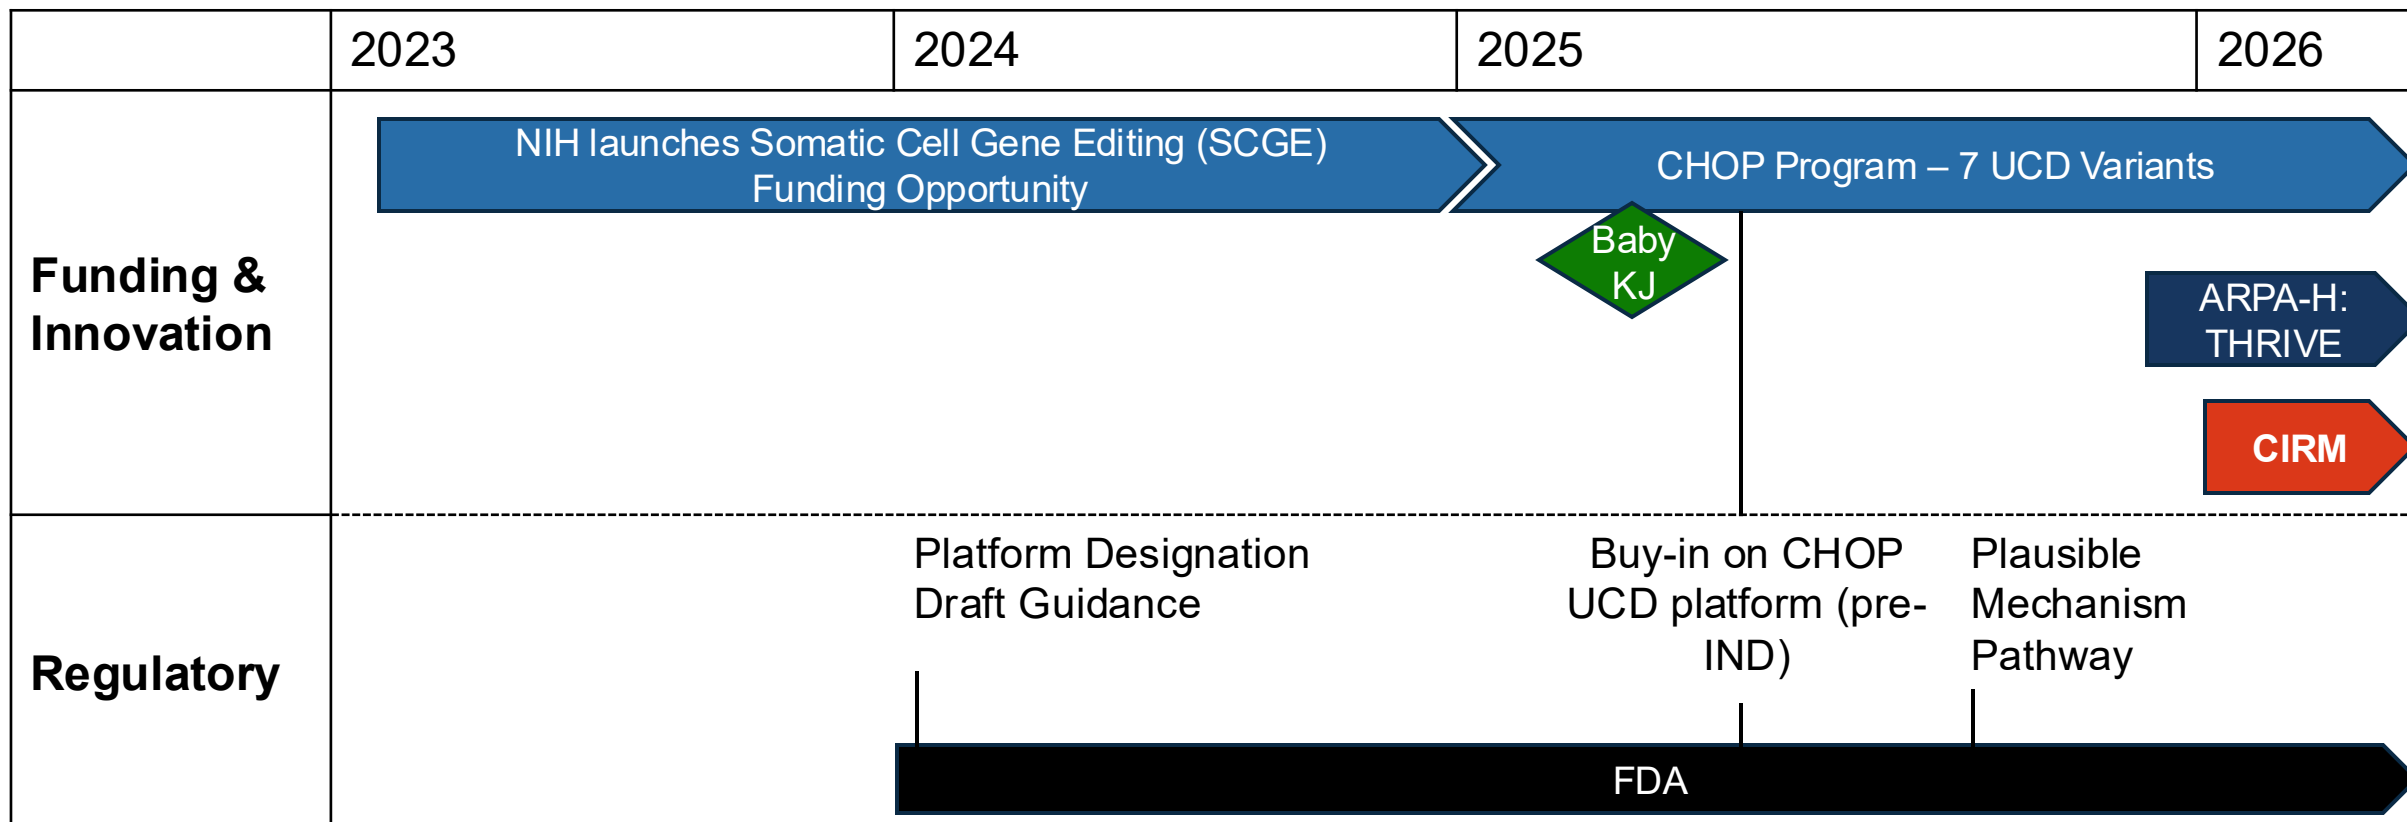 2023
2024
2025
2026
Funding &
Innovation
NIH launches Somatic Cell Gene Editing (SCGE)
Funding Opportunity
CHOP Program – 7 UCD Variants
Baby
KJ
ARPA-H:
THRIVE
CIRM
Regulatory
Platform Designation
Draft Guidance
Buy-in on CHOP
UCD platform (pre-
IND)
Plausible
Mechanism
Pathway
FDA